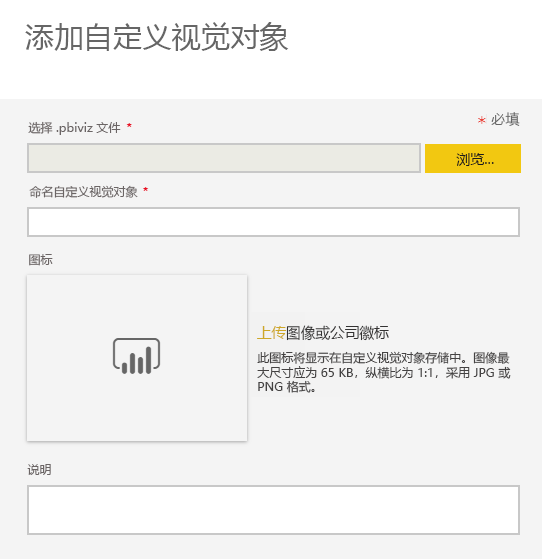 添加自定义视觉对象
* 必填
选择 .pbiviz 文件 *
浏览...
命名自定义视觉对象 *
图标
上传图像或公司徽标
此图标将显示在自定义视觉对象存储中。图像最
大尺寸应为 65 KB，纵横比为 1:1，采用 JPG 或
PNG 格式。
说明